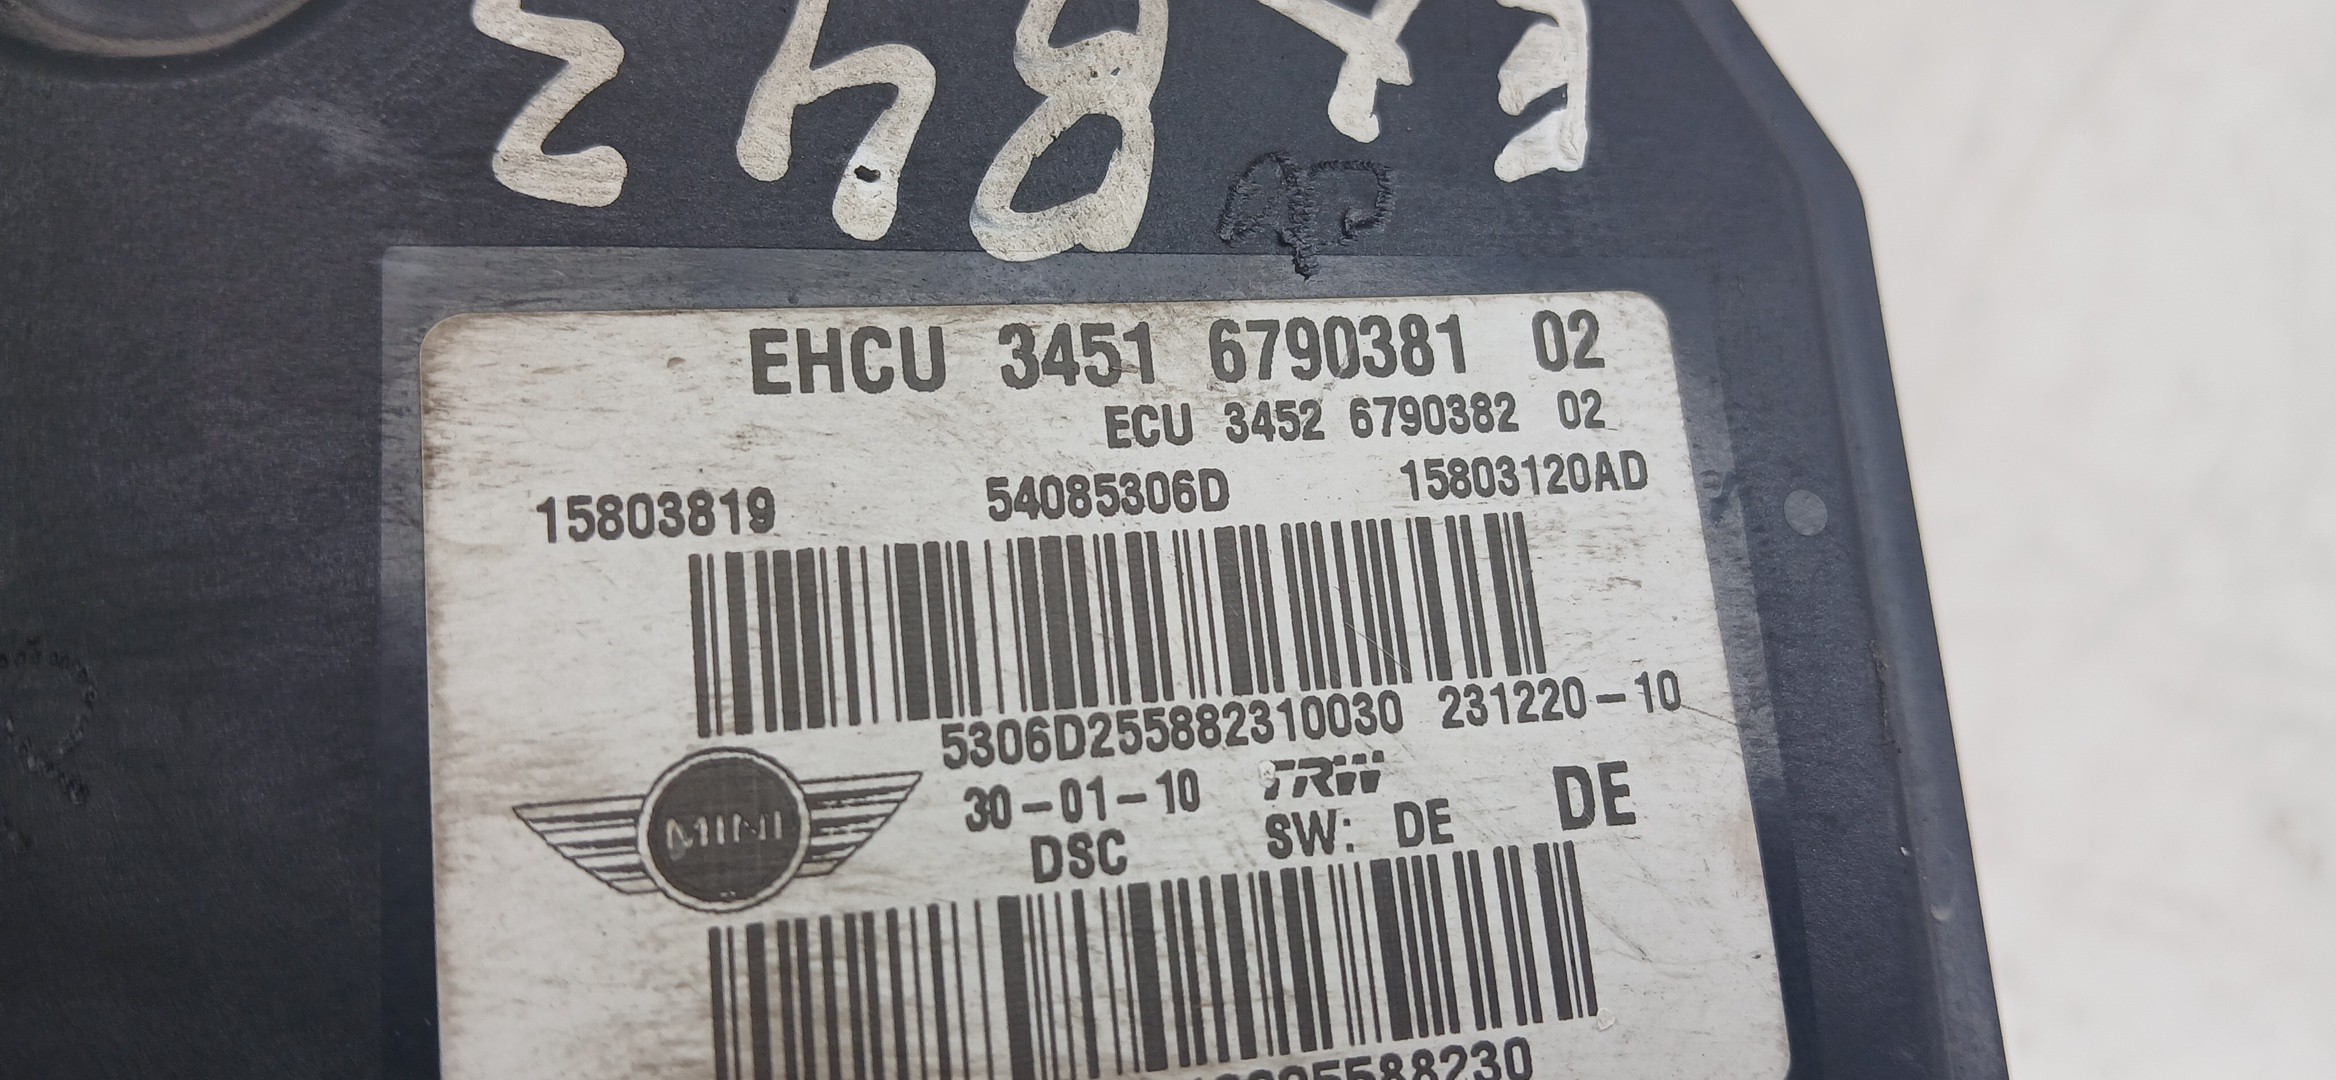 EHCU 3451 6790381 02
ECU 3452 6790382 02
15803819 54085306D 15803120AD
5306D255882310030 231220-10
30-01-10 TRW
DSC SW: DE DE
MINI